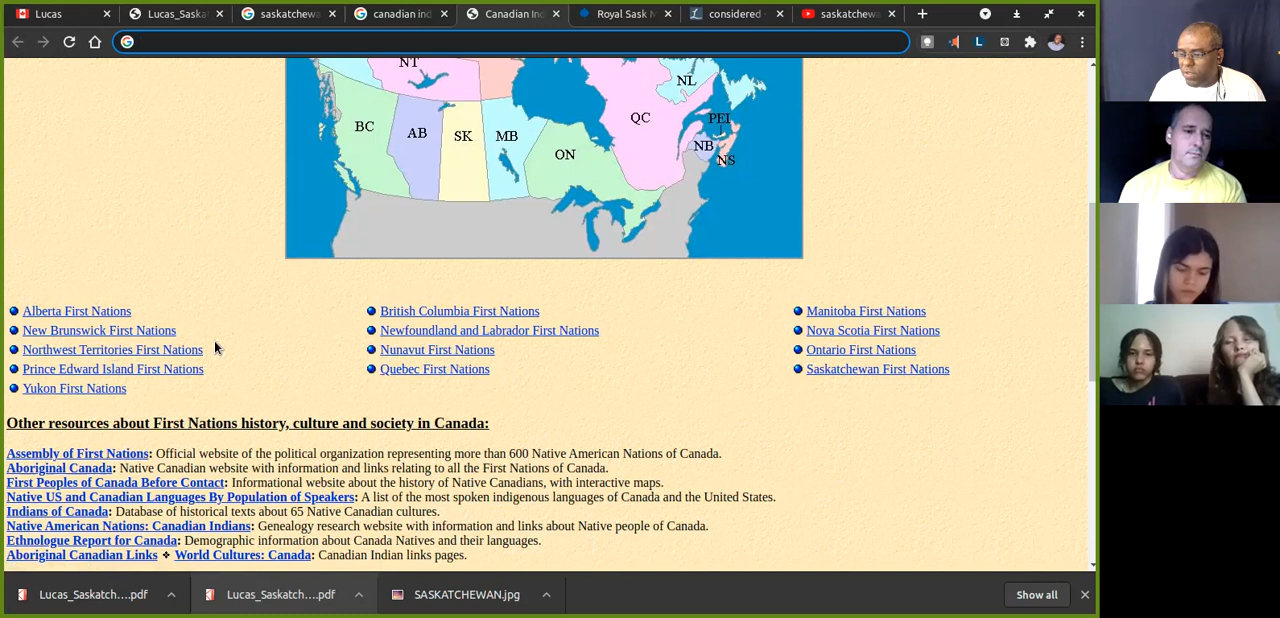 Lucas
Lucas_Saska
saskatchewa
canadian ind
Canadian Ind
Royal Sask M
considered -
saskatchewa
NT
NL
QC
PEI
BC
AB
SK
MB
ON
NB
NS
Alberta First Nations
British Columbia First Nations
Manitoba First Nations
New Brunswick First Nations
Newfoundland and Labrador First Nations
Nova Scotia First Nations
Northwest Territories First Nations
Nunavut First Nations
Ontario First Nations
Prince Edward Island First Nations
Quebec First Nations
Saskatchewan First Nations
Yukon First Nations
Other resources about First Nations history, culture and society in Canada:
Assembly of First Nations: Official website of the political organization representing more than 600 Native American Nations of Canada.
Aboriginal Canada: Native Canadian website with information and links relating to all the First Nations of Canada.
First Peoples of Canada Before Contact: Informational website about the history of Native Canadians, with interactive maps.
Native US and Canadian Languages By Population of Speakers: A list of the most spoken indigenous languages of Canada and the United States.
Indians of Canada: Database of historical texts about 65 Native Canadian cultures.
Native American Nations: Canadian Indians: Genealogy research website with information and links about Native people of Canada.
Ethnologue Report for Canada: Demographic information about Canada Natives and their languages.
Aboriginal Canadian Links ❖ World Cultures: Canada: Canadian Indian links pages.
Lucas_Saskatch....pdf
Lucas_Saskatch....pdf
SASKATCHEWAN.jpg
Show all